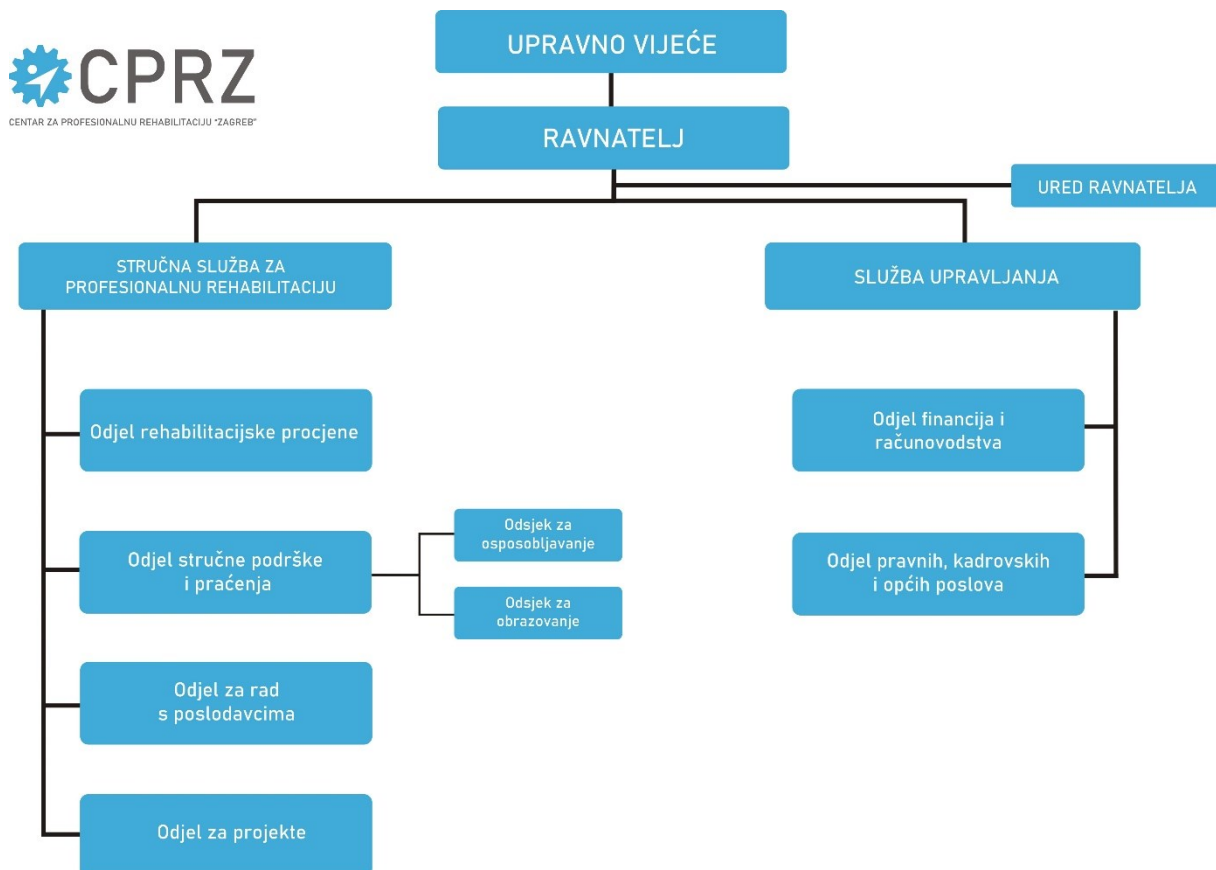 CPRZ
CENTAR ZA PROFESIONALNU REHABILITACIJU "ZAGREB"
UPRAVNO VIJEĆE
RAVNATELJ
URED RAVNATELJA
STRUČNA SLUŽBA ZA
PROFESIONALNU REHABILITACIJU
SLUŽBA UPRAVLJANJA
Odjel rehabilitacijske procjene
Odjel stručne podrške
i praćenja
Odsjek za
osposobljavanje
Odsjek za
obrazovanje
Odjel za rad
s poslodavcima
Odjel za projekte
Odjel financija i
računovodstva
Odjel pravnih, kadrovskih
i općih poslova